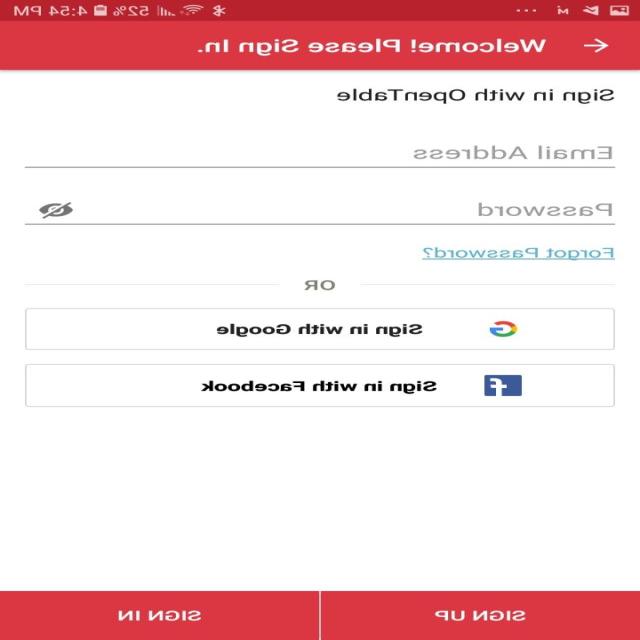 52% 4:54 PM
Welcome! Please Sign In.
Sign in with OpenTable
Email Address
Password
Forgot Password?
OR
Sign in with Google
Sign in with Facebook
SIGN UP
SIGN IN